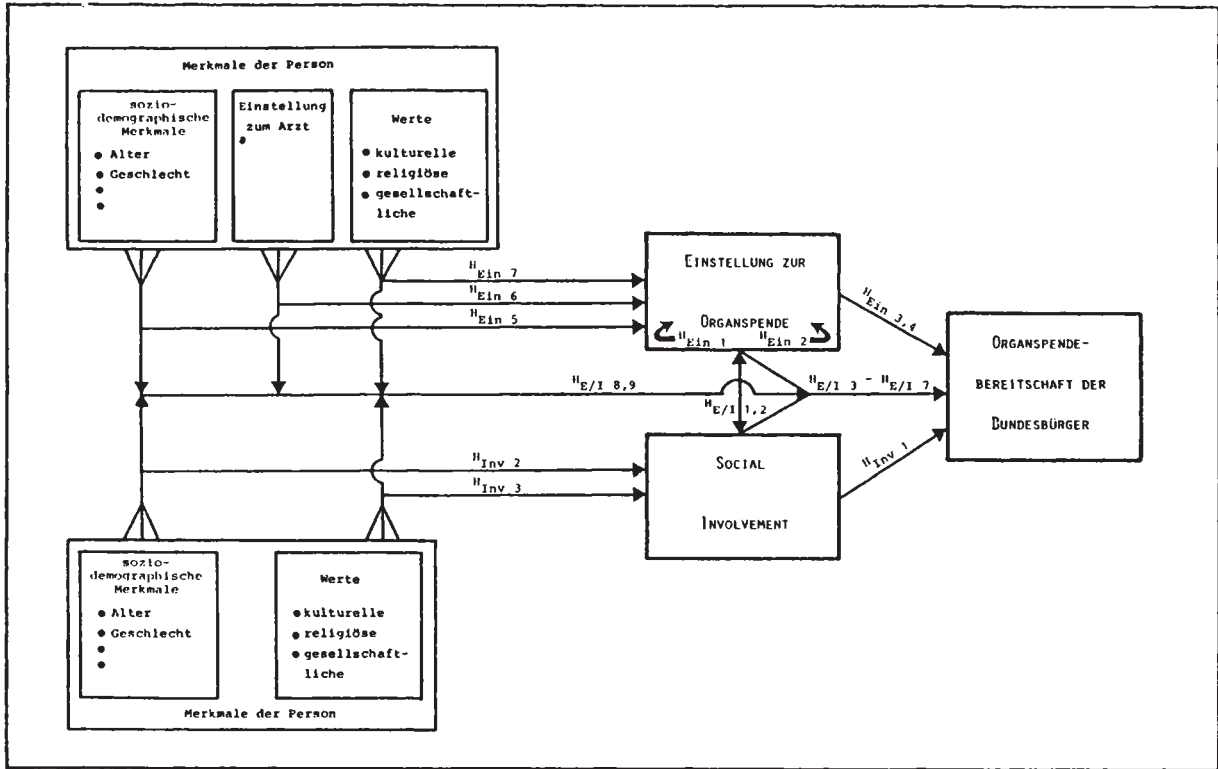 Merkmale der Person
sozio-
demographische
Merkmale
● Alter
● Geschlecht
●
●
Einstellung
zum Arzt
●
Werte
● kulturelle
● religiöse
● gesellschaft-
liche
H Ein 7
H Ein 6
H Ein 5
EINSTELLUNG ZUR
ORGANSPENDE
H Ein 1
H Ein 2
H Ein 3,4
H E/I 8,9
H E/I 1,2
H E/I 3 - H E/I 7
ORGANSPENDE-
BEREITSCHAFT DER
BUNDESBÜRGER
H Inv 2
H Inv 3
SOCIAL
INVOLVEMENT
H Inv 1
sozio-
demographische
Merkmale
● Alter
● Geschlecht
●
●
Werte
● kulturelle
● religiöse
● gesellschaft-
liche
Merkmale der Person